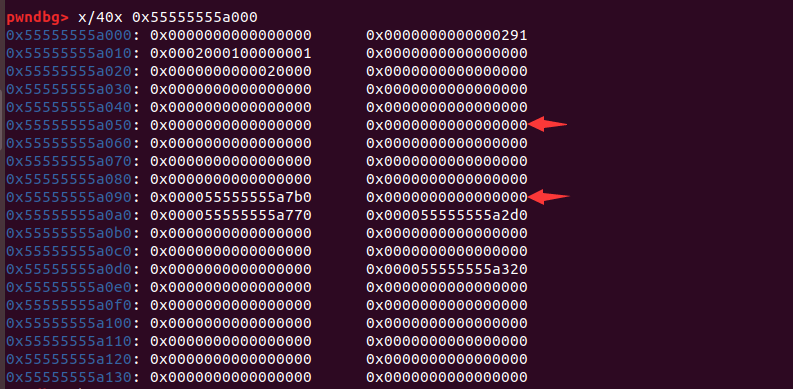 pwndbg> x/40x 0x55555555a000
0x55555555a000: 0x0000000000000000 0x0000000000000291
0x55555555a010: 0x0002000100000001 0x0000000000000000
0x55555555a020: 0x0000000000020000 0x0000000000000000
0x55555555a030: 0x0000000000000000 0x0000000000000000
0x55555555a040: 0x0000000000000000 0x0000000000000000
0x55555555a050: 0x0000000000000000 0x0000000000000000
0x55555555a060: 0x0000000000000000 0x0000000000000000
0x55555555a070: 0x0000000000000000 0x0000000000000000
0x55555555a080: 0x0000000000000000 0x0000000000000000
0x55555555a090: 0x000055555555a7b0 0x0000000000000000
0x55555555a0a0: 0x000055555555a770 0x000055555555a2d0
0x55555555a0b0: 0x0000000000000000 0x0000000000000000
0x55555555a0c0: 0x0000000000000000 0x0000000000000000
0x55555555a0d0: 0x0000000000000000 0x000055555555a320
0x55555555a0e0: 0x0000000000000000 0x0000000000000000
0x55555555a0f0: 0x0000000000000000 0x0000000000000000
0x55555555a100: 0x0000000000000000 0x0000000000000000
0x55555555a110: 0x0000000000000000 0x0000000000000000
0x55555555a120: 0x0000000000000000 0x0000000000000000
0x55555555a130: 0x0000000000000000 0x0000000000000000